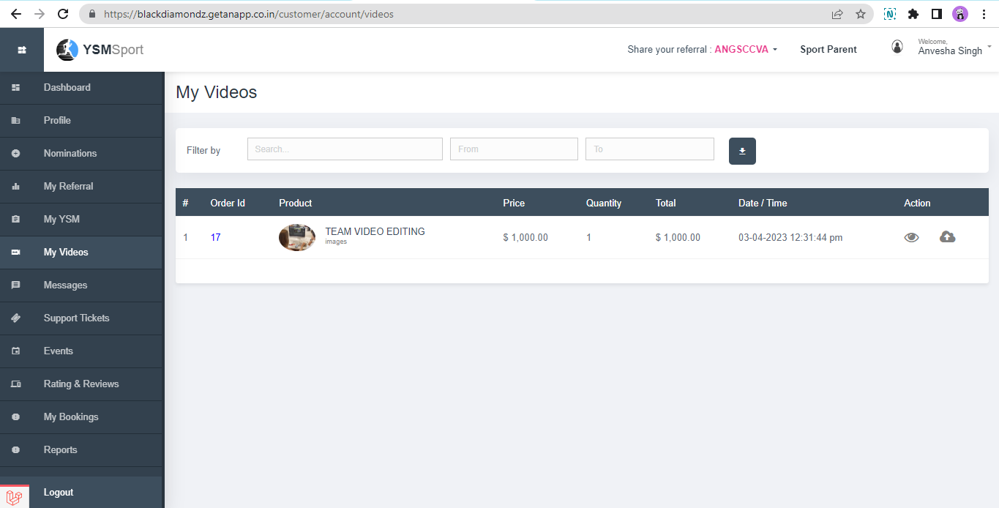 https://blackdiamondz.getanapp.co.in/customer/account/videos
YSMSport
Share your referral : ANGSCCVA
Sport Parent
Welcome,
Anvesha Singh
Dashboard
Profile
Nominations
My Referral
My YSM
My Videos
Messages
Support Tickets
Events
Rating & Reviews
My Bookings
Reports
Logout
My Videos
Filter by Search... From To
# Order Id Product Price Quantity Total Date / Time Action
1 17 TEAM VIDEO EDITING $ 1,000.00 1 $ 1,000.00 03-04-2023 12:31:44 pm
images